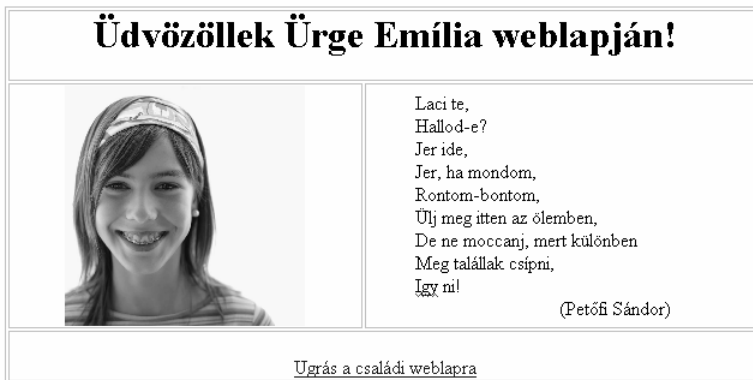 Üdvözöllek Ürge Emília weblapján!
Laci te,
Hallod-e?
Jer ide,
Jer, ha mondom,
Rontom-bontom,
Ülj meg itten az ölemben,
De ne moccanj, mert különben
Meg talállak csípni,
Igy ni!
(Petőfi Sándor)
Ugrás a családi weblapra